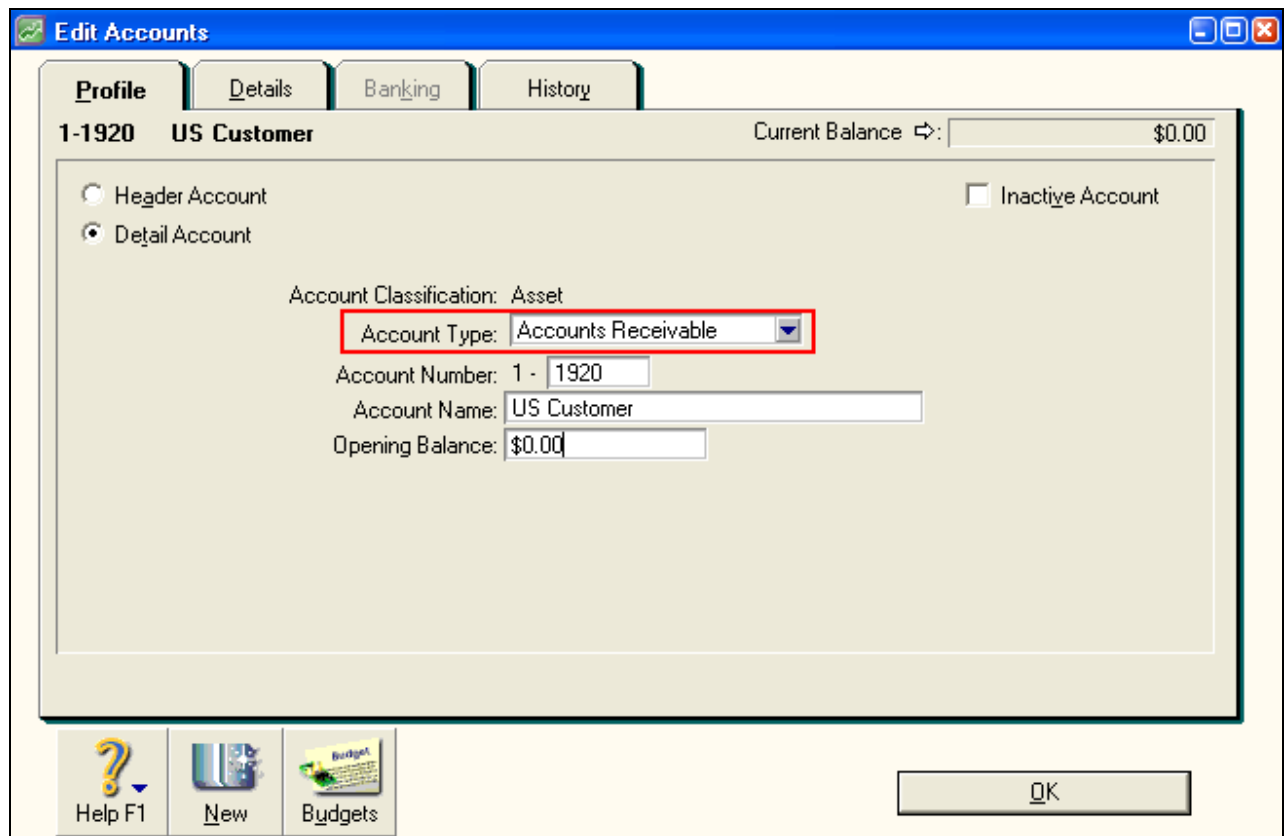 Edit Accounts
Profile Details Banking History
1-1920 US Customer Current Balance ⇨: $0.00
Header Account Inactive Account
Detail Account
Account Classification: Asset
Account Type: Accounts Receivable
Account Number: 1 - 1920
Account Name: US Customer
Opening Balance: $0.00
Budget
Help F1 New Budgets OK